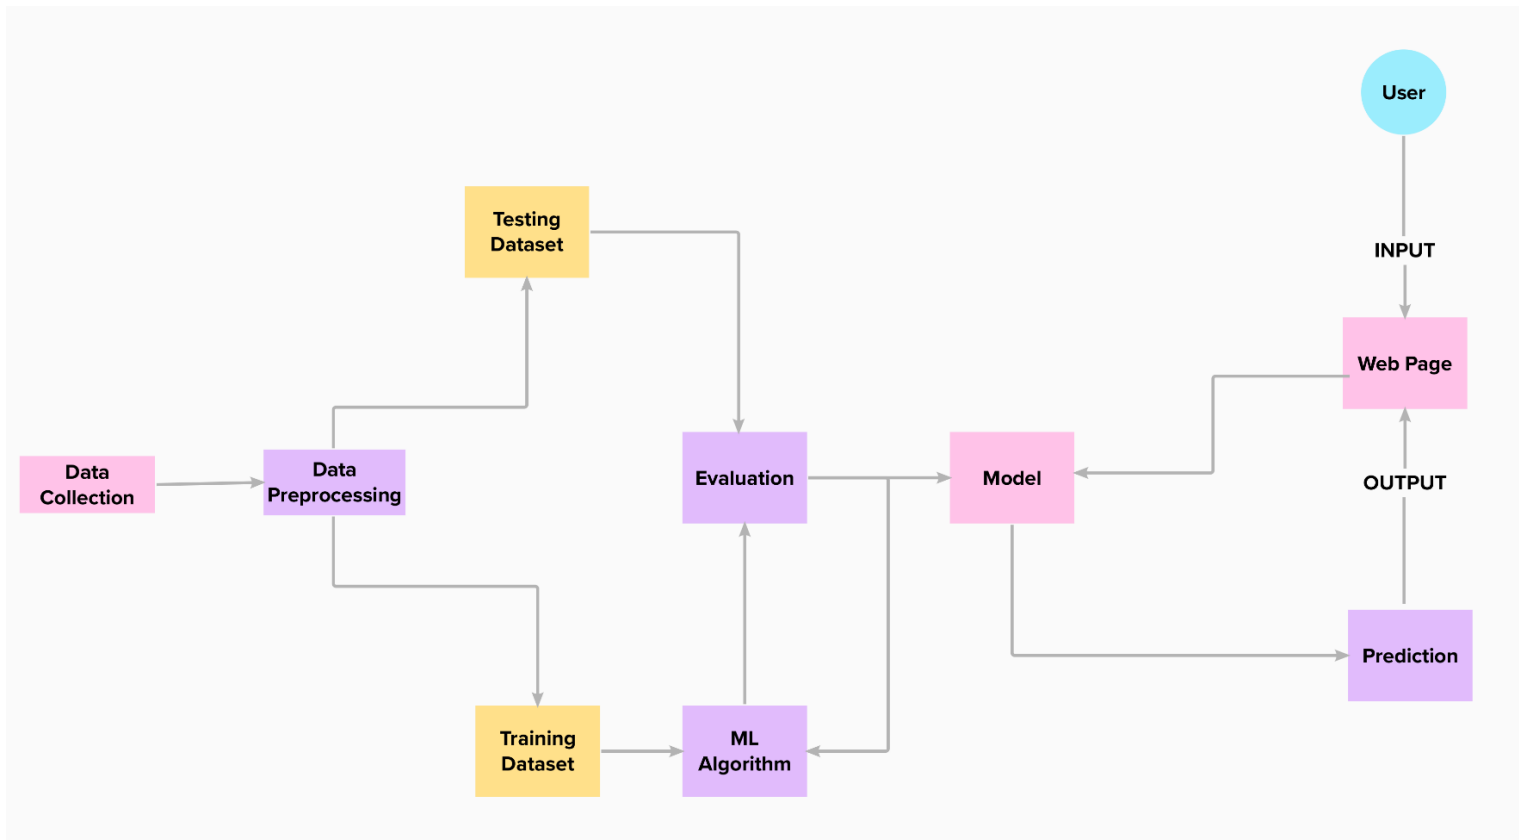 User
INPUT
Web Page
OUTPUT
Prediction
Testing
Dataset
Data
Collection
Data
Preprocessing
Evaluation
Model
Training
Dataset
ML
Algorithm